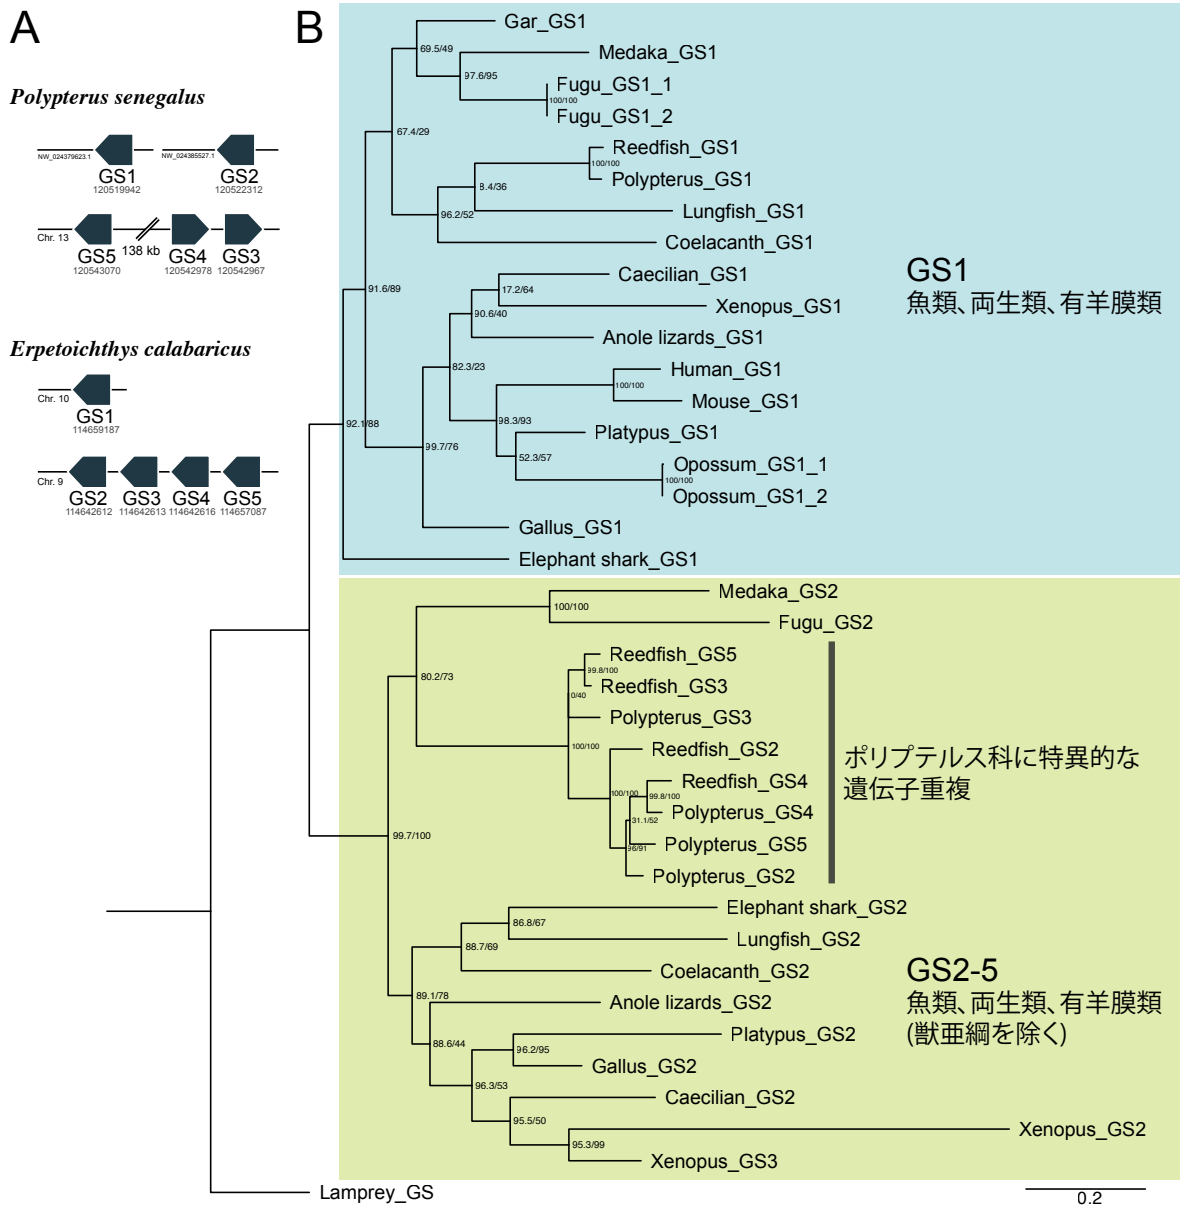 A
Polypterus senegalus
NW_024379623.1
GS1
120519942
NW_024385527.1
GS2
120522312
Chr. 13
GS5
120543070
138 kb
GS4
120542978
GS3
120542967
Erpetoichthys calabaricus
Chr. 10
GS1
114659187
Chr. 9
GS2
114642612
GS3
114642613
GS4
114642616
GS5
114657087
B
Gar_GS1
69.5/49
Medaka_GS1
97.6/95
Fugu_GS1_1
100/100
Fugu_GS1_2
67.4/29
Reedfish_GS1
100/100
Polypterus_GS1
8.4/36
Lungfish_GS1
96.2/52
Coelacanth_GS1
Caecilian_GS1
17.2/64
Xenopus_GS1
91.6/89
90.6/40
Anole lizards_GS1
82.3/23
Human_GS1
100/100
Mouse_GS1
98.3/93
92.1/88
Platypus_GS1
99.7/76
52.3/57
Opossum_GS1_1
100/100
Opossum_GS1_2
Gallus_GS1
Elephant shark_GS1
GS1
魚類、両生類、有羊膜類
Medaka_GS2
100/100
Fugu_GS2
80.2/73
Reedfish_GS5
99.8/100
Reedfish_GS3
0/40
Polypterus_GS3
100/100
Reedfish_GS2
Reedfish_GS4
100/100
99.8/100
Polypterus_GS4
31.1/52
Polypterus_GS5
96/91
Polypterus_GS2
ポリプテルス科に特異的な
遺伝子重複
99.7/100
Elephant shark_GS2
86.8/67
Lungfish_GS2
88.7/69
Coelacanth_GS2
89.1/78
Anole lizards_GS2
88.6/44
Platypus_GS2
96.2/95
Gallus_GS2
96.3/53
Caecilian_GS2
95.5/50
Xenopus_GS2
95.3/99
Xenopus_GS3
GS2-5
魚類、両生類、有羊膜類
(獣亜綱を除く)
Lamprey_GS
0.2